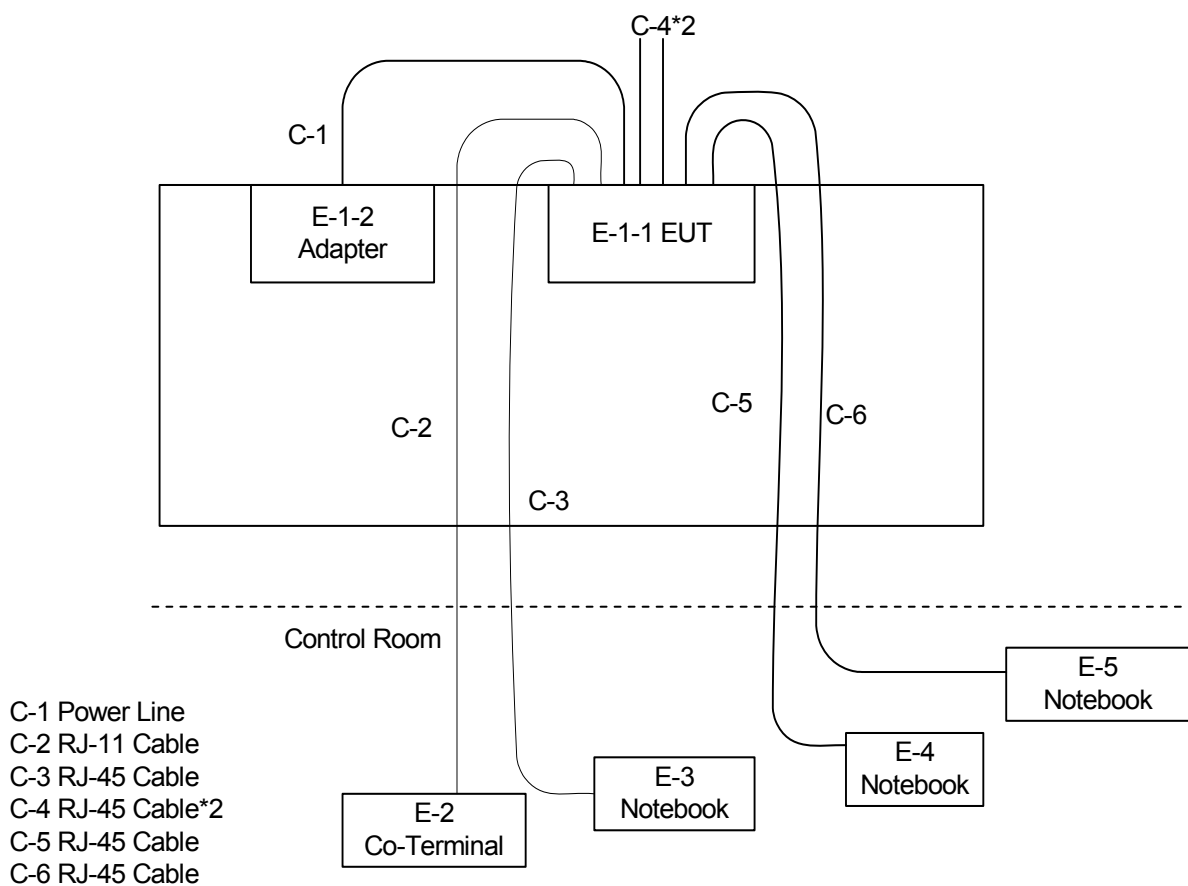 C-4*2
C-1
E-1-2
Adapter
E-1-1 EUT
C-2
C-5
C-6
C-3
Control Room
E-5
Notebook
C-1 Power Line
C-2 RJ-11 Cable
C-3 RJ-45 Cable
C-4 RJ-45 Cable*2
C-5 RJ-45 Cable
C-6 RJ-45 Cable
E-4
Notebook
E-3
Notebook
E-2
Co-Terminal